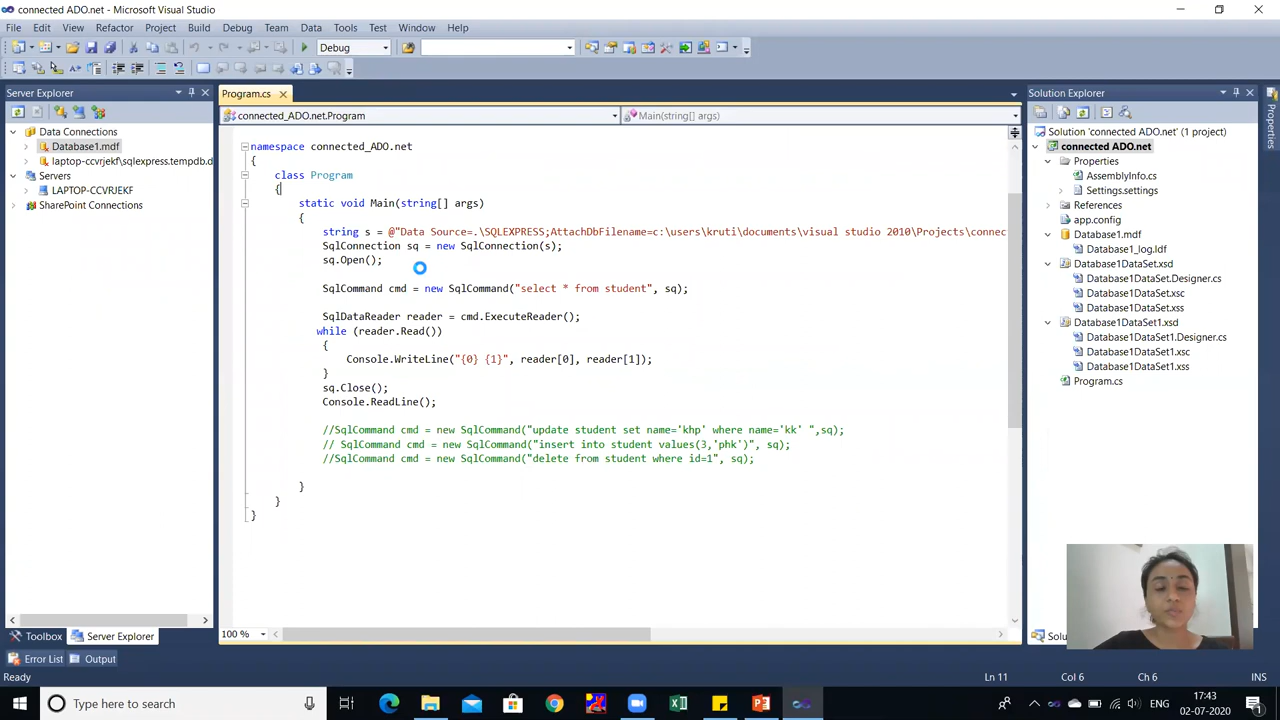 connected ADO.net - Microsoft Visual Studio
File Edit View Refactor Project Build Debug Team Data Tools Test Window Help
Debug
Server Explorer
Data Connections
Database1.mdf
laptop-ccvrjekf\sqlexpress.tempdb.d
Servers
LAPTOP-CCVRJEKF
SharePoint Connections
Toolbox
Server Explorer
Program.cs
connected_ADO.net.Program
Main(string[] args)
namespace connected_ADO.net
{
class Program
{
static void Main(string[] args)
{
string s = @"Data Source=.\SQLEXPRESS;AttachDbFilename=c:\users\kruti\documents\visual studio 2010\Projects\connec
SqlConnection sq = new SqlConnection(s);
sq.Open();
SqlCommand cmd = new SqlCommand("select * from student", sq);
SqlDataReader reader = cmd.ExecuteReader();
while (reader.Read())
{
Console.WriteLine("{0} {1}", reader[0], reader[1]);
}
sq.Close();
Console.ReadLine();
//SqlCommand cmd = new SqlCommand("update student set name='khp' where name='kk' ",sq);
// SqlCommand cmd = new SqlCommand("insert into student values(3,'phk')", sq);
//SqlCommand cmd = new SqlCommand("delete from student where id=1", sq);
}
}
}
100 %
Solution Explorer
Solution 'connected ADO.net' (1 project)
connected ADO.net
Properties
AssemblyInfo.cs
Settings.settings
References
app.config
Database1.mdf
Database1_log.ldf
Database1DataSet.xsd
Database1DataSet.Designer.cs
Database1DataSet.xsc
Database1DataSet.xss
Database1DataSet1.xsd
Database1DataSet1.Designer.cs
Database1DataSet1.xsc
Database1DataSet1.xss
Program.cs
Solu
Properties
Error List Output
Ln 11 Col 6 Ch 6 INS
Type here to search
17:43
02-07-2020